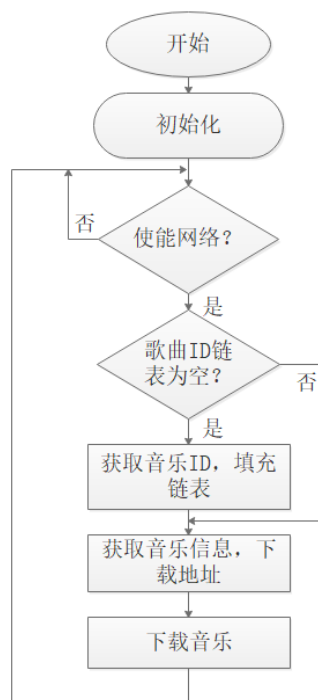 开始
初始化
否
使能网络？
是
歌曲ID链
表为空？
否
是
获取音乐ID，填充
链表
获取音乐信息，下
载地址
下载音乐